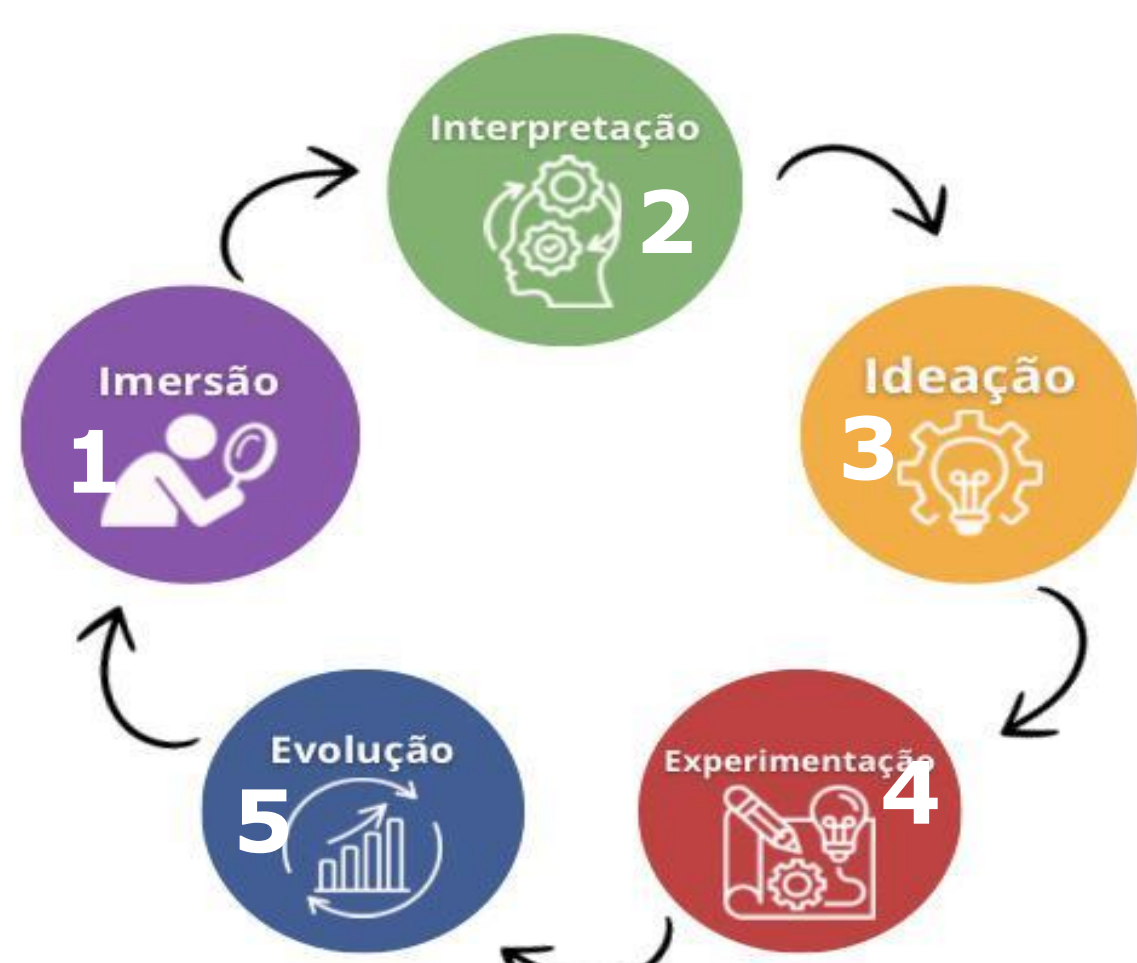 Imersão
1
Interpretação
2
Ideação
3
Experimentação
4
Evolução
5